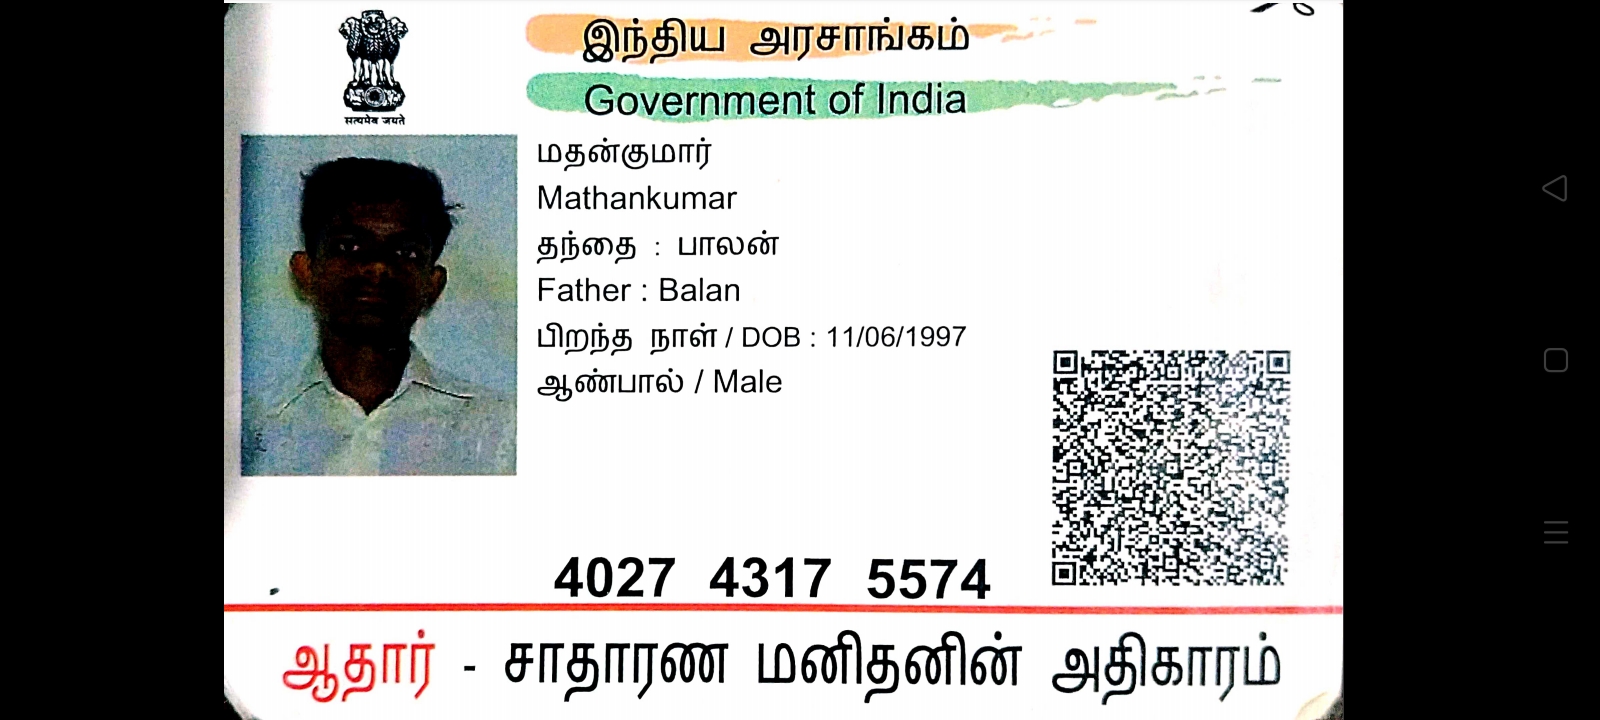 இந்திய அரசாங்கம்
Government of India
सत्यमेव जयते
மதன்குமார்
Mathankumar
தந்தை : பாலன்
Father : Balan
பிறந்த நாள் / DOB : 11/06/1997
ஆண்பால் / Male
4027 4317 5574
ஆதார் - சாதாரண மனிதனின் அதிகாரம்